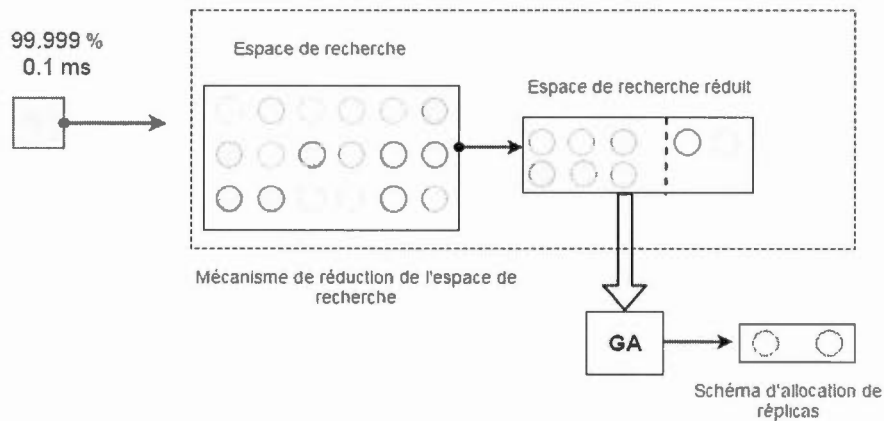 99.999 %
0.1 ms
Espace de recherche
Espace de recherche réduit
Mécanisme de réduction de l'espace de
recherche
GA
Schéma d'allocation de
réplicas